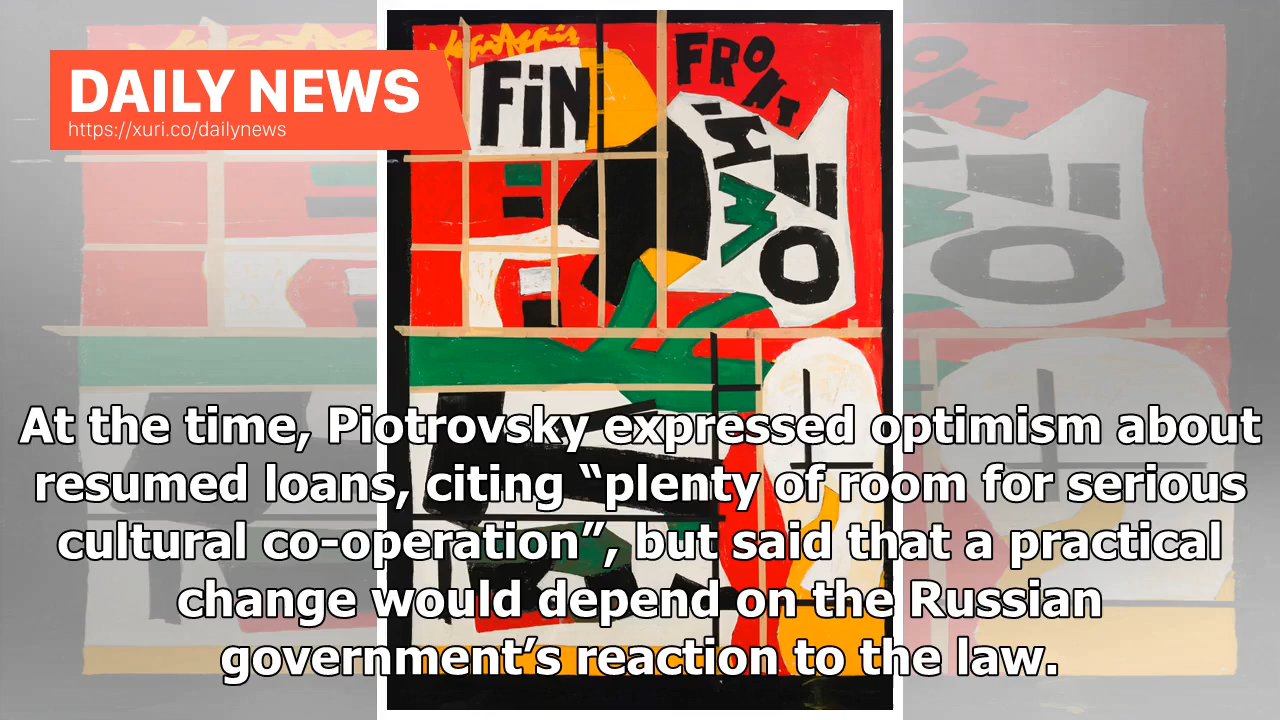 DAILY NEWS
https://xuri.co/dailynews
FiN
FRONT
At the time, Piotrovsky expressed optimism about
resumed loans, citing “plenty of room for serious
cultural co-operation”, but said that a practical
change would depend on the Russian
government’s reaction to the law.